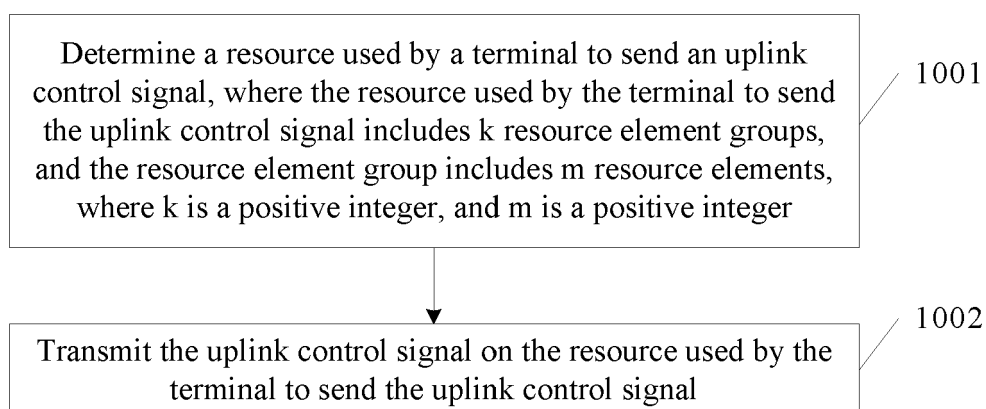 Determine a resource used by a terminal to send an uplink
control signal, where the resource used by the terminal to send
the uplink control signal includes k resource element groups,
and the resource element group includes m resource elements,
where k is a positive integer, and m is a positive integer
1001
Transmit the uplink control signal on the resource used by the
terminal to send the uplink control signal
1002